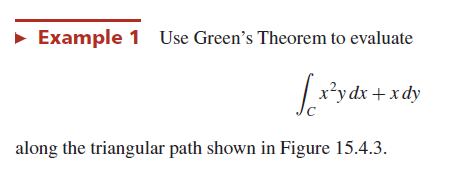 ▶ Example 1 Use Green's Theorem to evaluate
∫_C x²y dx + x dy
along the triangular path shown in Figure 15.4.3.